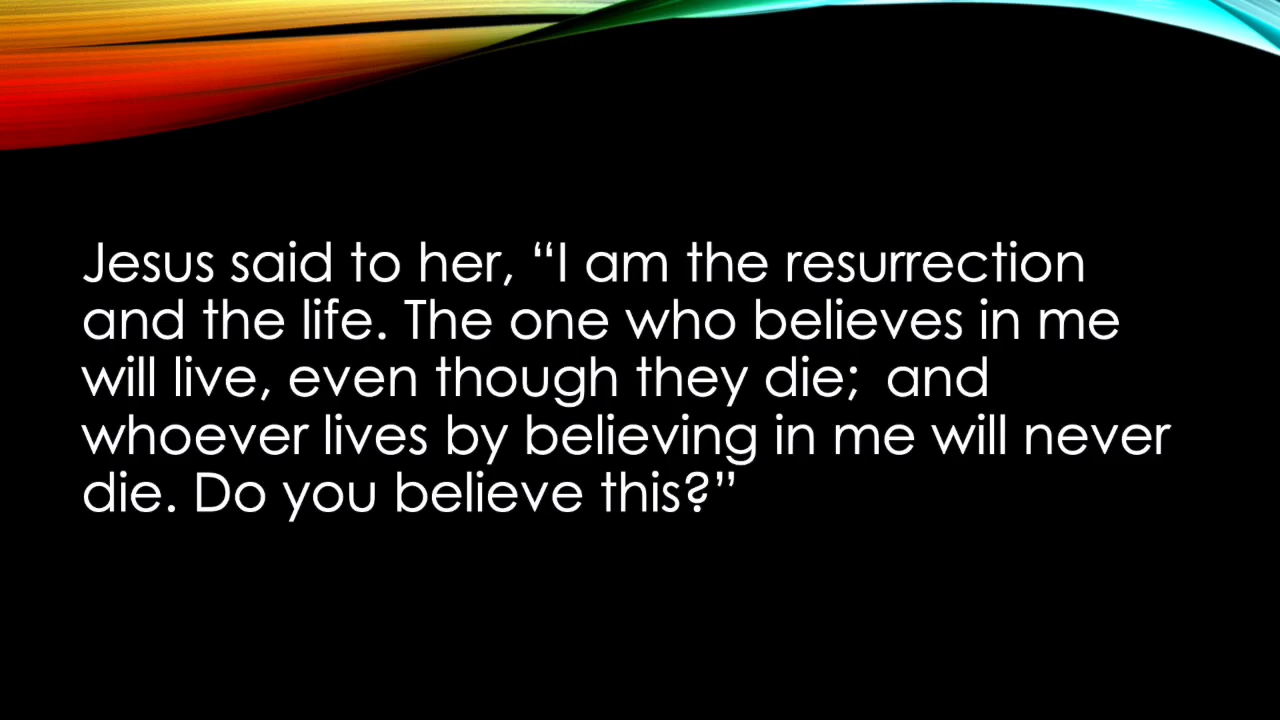 Jesus said to her, “I am the resurrection
and the life. The one who believes in me
will live, even though they die;  and
whoever lives by believing in me will never
die. Do you believe this?”